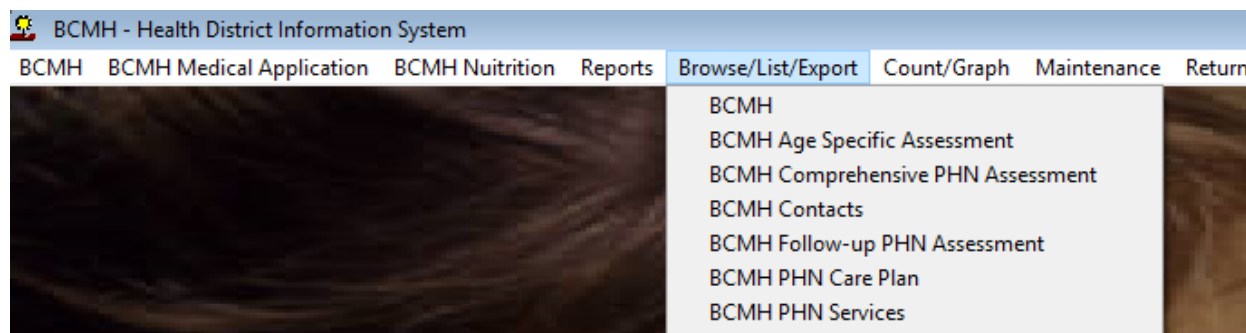 BCMH - Health District Information System
BCMH BCMH Medical Application BCMH Nuitrition Reports Browse/List/Export Count/Graph Maintenance Return
BCMH
BCMH Age Specific Assessment
BCMH Comprehensive PHN Assessment
BCMH Contacts
BCMH Follow-up PHN Assessment
BCMH PHN Care Plan
BCMH PHN Services